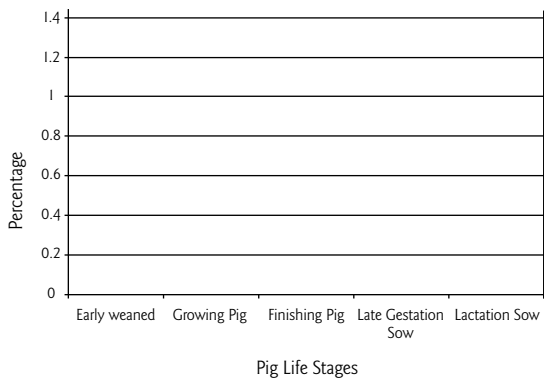 1.4
1.2
1
0.8
0.6
0.4
0.2
0
Percentage
Early weaned
Growing Pig
Finishing Pig
Late Gestation
Sow
Lactation Sow
Pig Life Stages